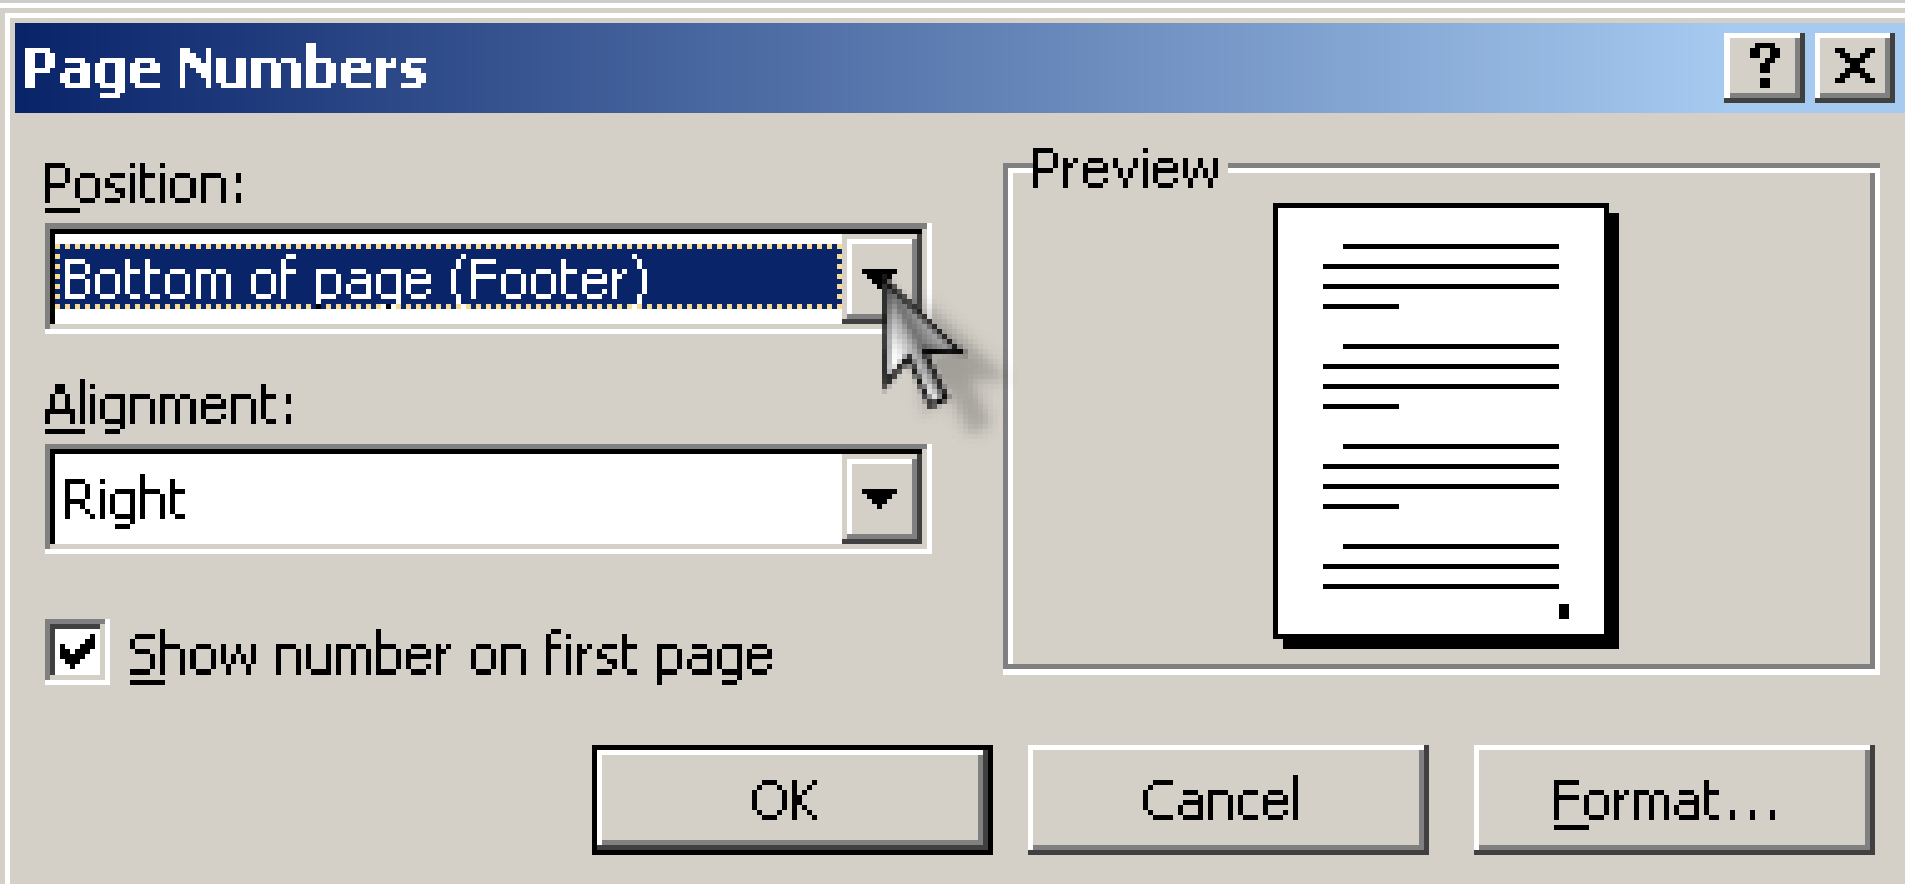 Page Numbers
Position:
Bottom of page (Footer)
Alignment:
Right
Show number on first page
Preview
OK
Cancel
Format...